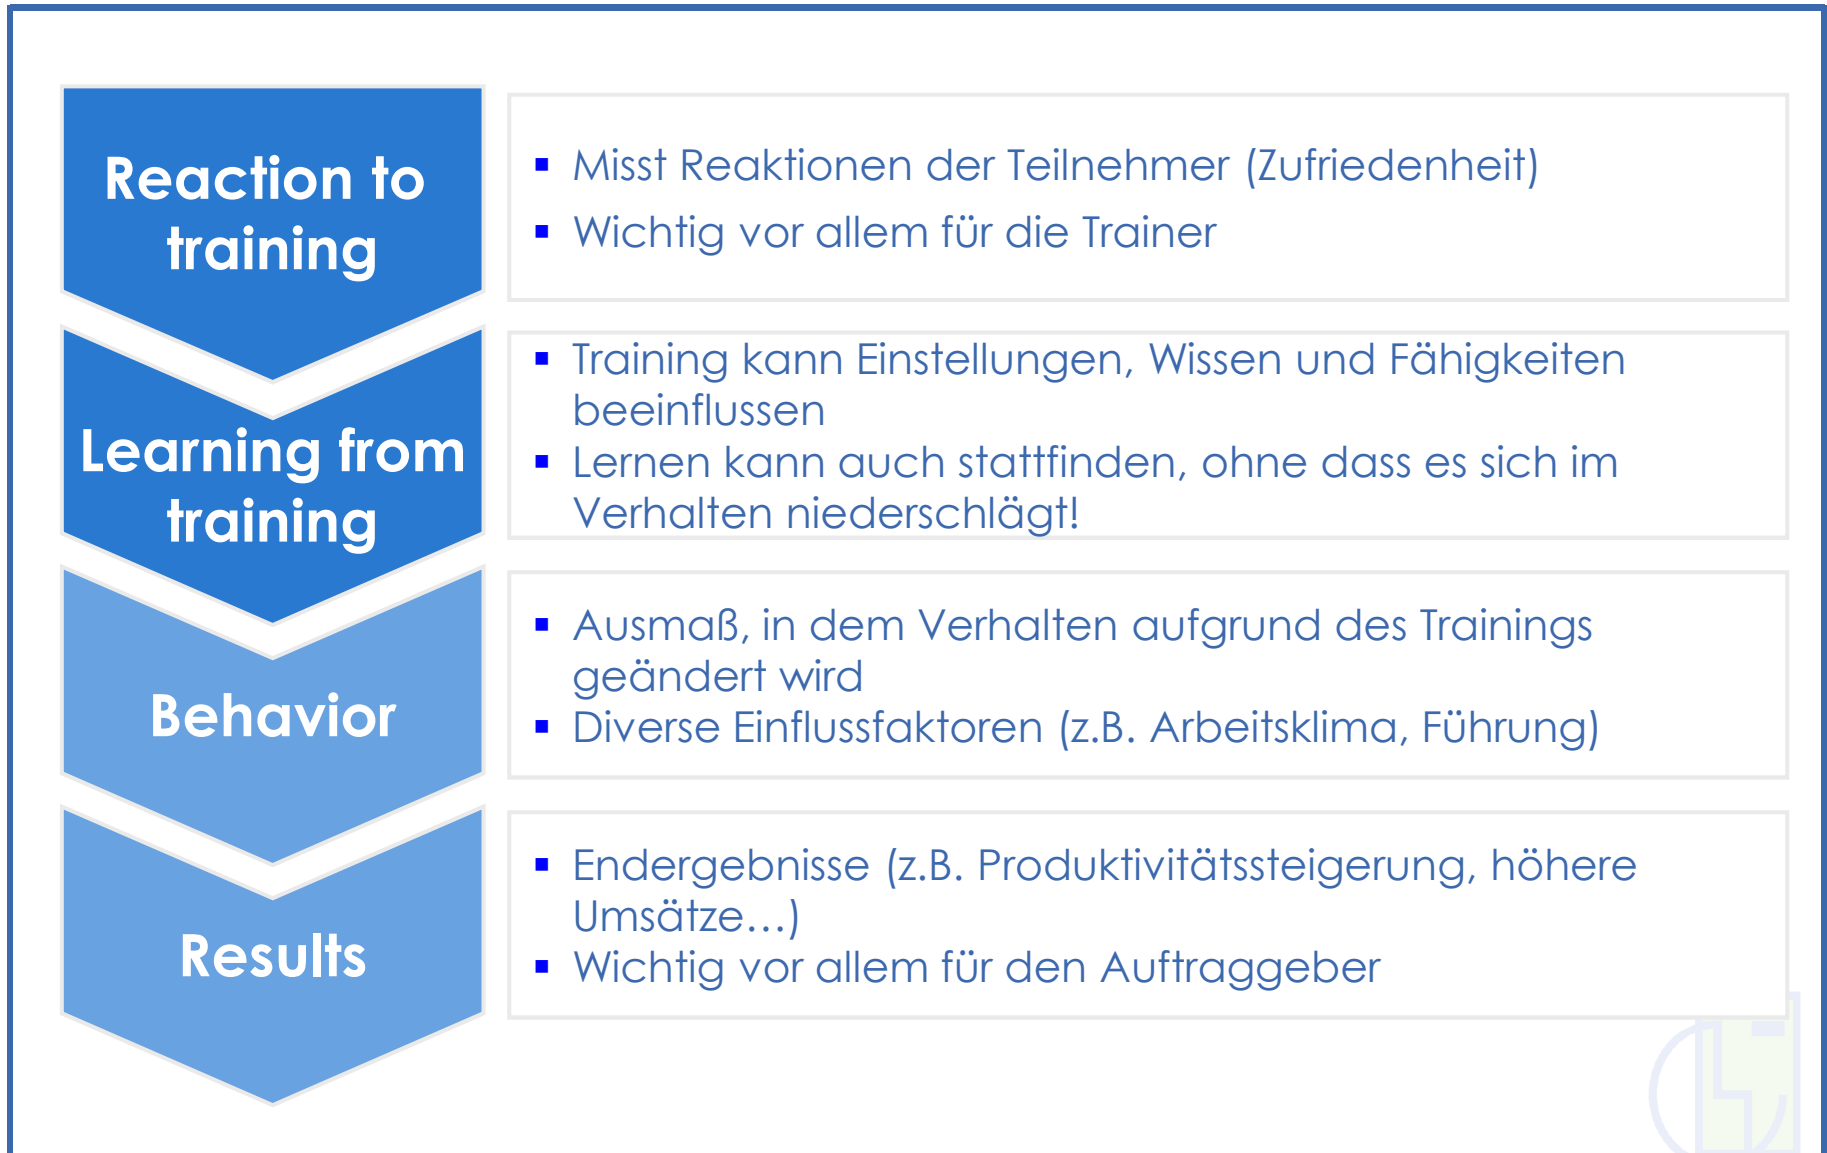 Reaction to
training
▪ Misst Reaktionen der Teilnehmer (Zufriedenheit)
▪ Wichtig vor allem für die Trainer
Learning from
training
▪ Training kann Einstellungen, Wissen und Fähigkeiten
beeinflussen
▪ Lernen kann auch stattfinden, ohne dass es sich im
Verhalten niederschlägt!
Behavior
▪ Ausmaß, in dem Verhalten aufgrund des Trainings
geändert wird
▪ Diverse Einflussfaktoren (z.B. Arbeitsklima, Führung)
Results
▪ Endergebnisse (z.B. Produktivitätssteigerung, höhere
Umsätze…)
▪ Wichtig vor allem für den Auftraggeber